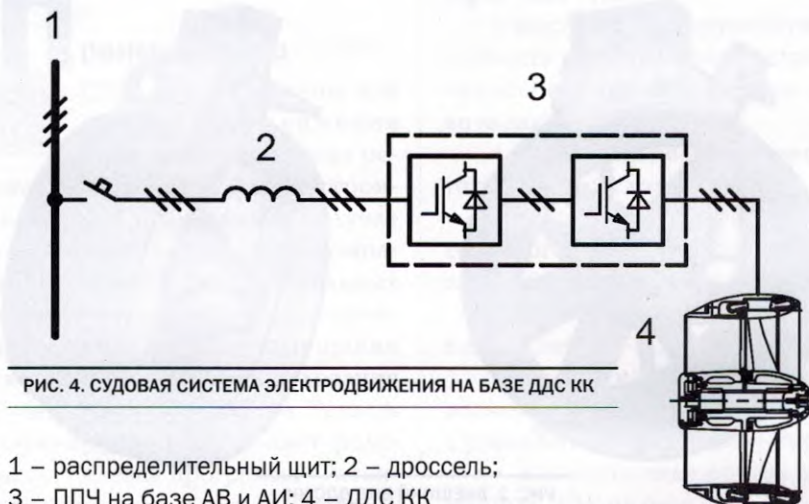 1
2
3
4
РИС. 4. СУДОВАЯ СИСТЕМА ЭЛЕКТРОДВИЖЕНИЯ НА БАЗЕ ДДС КК
1 – распределительный щит; 2 – дроссель;
3 – ППЧ на базе АВ и АИ; 4 – ДДС КК